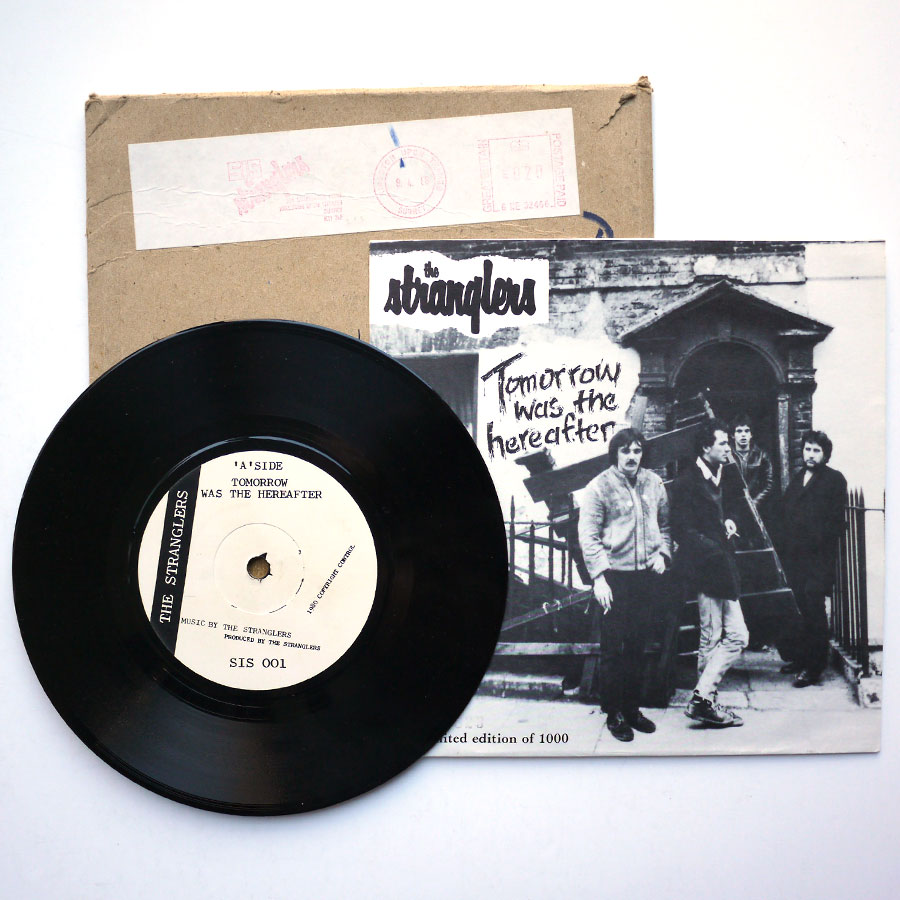 POSTAGE PAID
the
stranglers
Tomorrow
was the
hereafter
edition of 1000
'A' SIDE
TOMORROW
WAS THE HEREAFTER
THE STRANGLERS
1980 COPYRIGHT CONTROL
MUSIC BY THE STRANGLERS
PRODUCED BY THE STRANGLERS
SIS 001